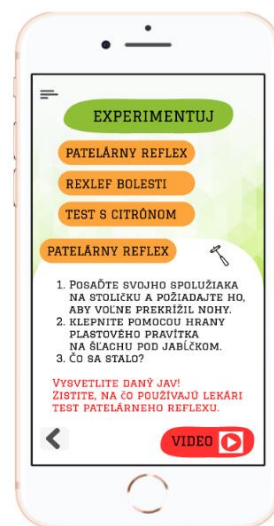 EXPERIMENTUJ
PATELÁRNY REFLEX
REXLEF BOLESTI
TEST S CITRÓNOM
PATELÁRNY REFLEX
1. POSAĎTE SVOJHO SPOLUŽIAKA
NA STOLIČKU A POŽIADAJTE HO,
ABY VOĽNE PREKRÍŽIL NOHY.
2. KLEPNITE POMOCOU HRANY
PLASTOVÉHO PRAVÍTKA
NA ŠĽACHU POD JABĹČKOM.
3. ČO SA STALO?
VYSVETLITE DANÝ JAV!
ZISTITE, NA ČO POUŽÍVAJÚ LEKÁRI
TEST PATELÁRNEHO REFLEXU.
VIDEO